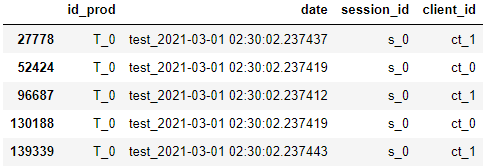 id_prod date session_id client_id
27778 T_0 test_2021-03-01 02:30:02.237437 s_0 ct_1
52424 T_0 test_2021-03-01 02:30:02.237419 s_0 ct_0
96687 T_0 test_2021-03-01 02:30:02.237412 s_0 ct_1
130188 T_0 test_2021-03-01 02:30:02.237419 s_0 ct_0
139339 T_0 test_2021-03-01 02:30:02.237443 s_0 ct_1